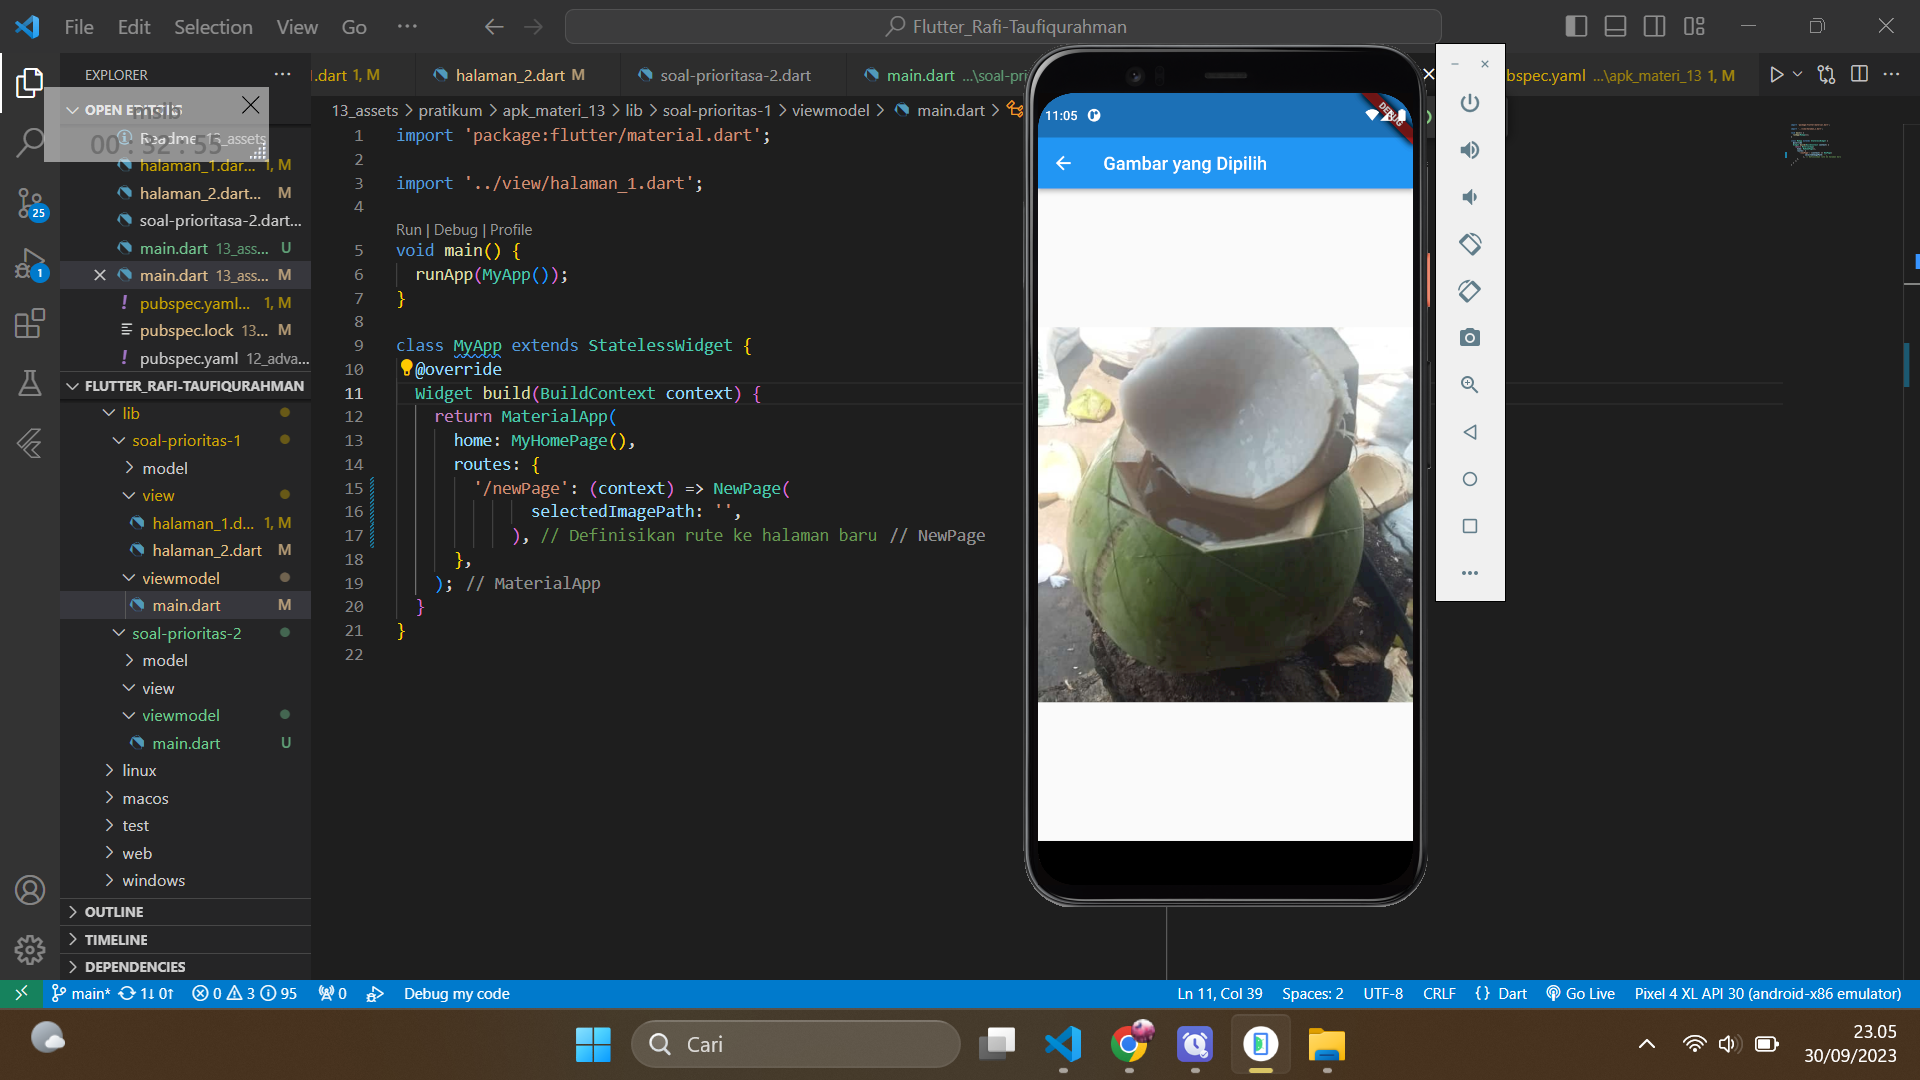 File Edit Selection View Go ··· Flutter_Rafi-Taufiqurahman
EXPLORER ···
OPEN EDITORS
mslb
00 : 32 : 55
Readme 13_assets
halaman_1.dar... 1, M
halaman_2.dart... M
soal-prioritasa-2.dart...
main.dart 13_ass... U
main.dart 13_ass... M
! pubspec.yaml... 1, M
pubspec.lock 13... M
! pubspec.yaml 12_adva...
FLUTTER_RAFI-TAUFIQURAHMAN
lib
soal-prioritas-1
model
view
halaman_1.d... 1, M
halaman_2.dart M
viewmodel
main.dart M
soal-prioritas-2
model
view
viewmodel
main.dart U
linux
macos
test
web
windows
OUTLINE
TIMELINE
DEPENDENCIES
25
1
1.dart 1, M halaman_2.dart M soal-prioritasa-2.dart main.dart ...\soal-pri bspec.yaml ...\apk_materi_13 1, M
13_assets > pratikum > apk_materi_13 > lib > soal-prioritas-1 > viewmodel > main.dart >
1 import 'package:flutter/material.dart';
2
3 import '../view/halaman_1.dart';
4
Run | Debug | Profile
5 void main() {
6 runApp(MyApp());
7 }
8
9 class MyApp extends StatelessWidget {
10 @override
11 Widget build(BuildContext context) {
12 return MaterialApp(
13 home: MyHomePage(),
14 routes: {
15 '/newPage': (context) => NewPage(
16 selectedImagePath: '',
17 ), // Definisikan rute ke halaman baru // NewPage
18 },
19 ); // MaterialApp
20 }
21 }
22
11:05
DEBUG
Gambar yang Dipilih
main* 1↓ 0↑ 0 3 95 0 Debug my code
Ln 11, Col 39 Spaces: 2 UTF-8 CRLF {} Dart Go Live Pixel 4 XL API 30 (android-x86 emulator)
Cari
23.05
30/09/2023